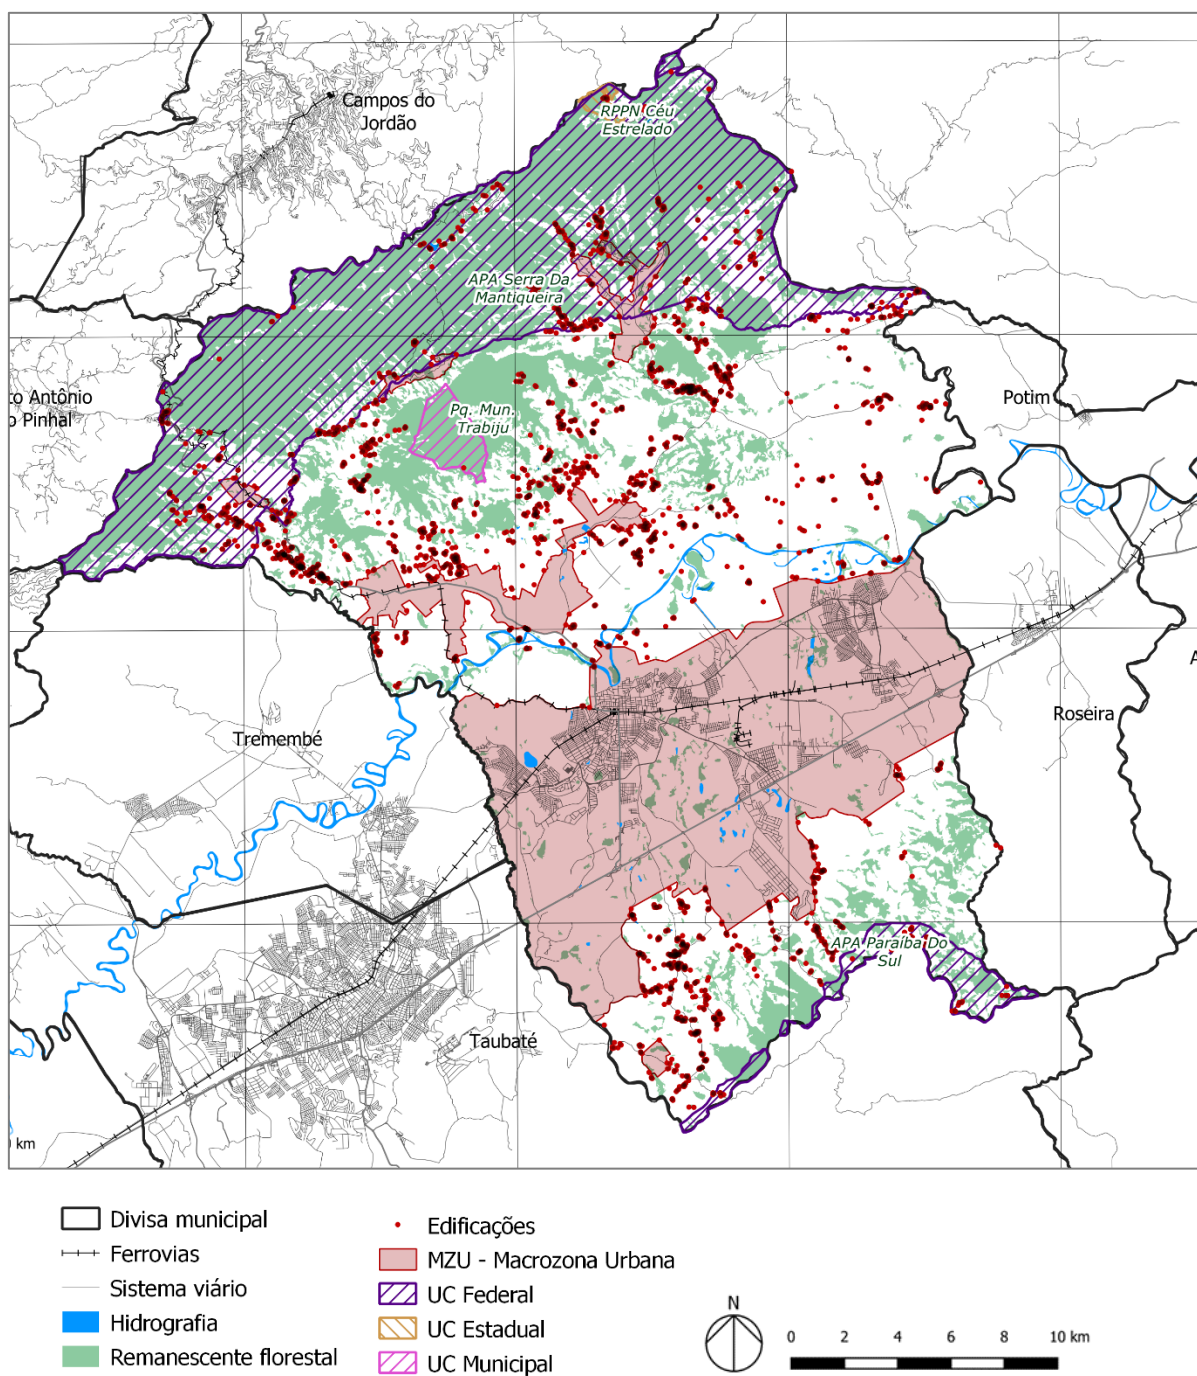 Campos do
Jordão
RPPN Céu
Estrelado
APA Serra Da
Mantiqueira
Antônio
Pinhal
Pq. Mun.
Trabiju
Potim
Tremembé
Roseira
APA Paraíba Do
Sul
Taubaté
km
Divisa municipal
Ferrovias
Sistema viário
Hidrografia
Remanescente florestal
Edificações
MZU - Macrozona Urbana
UC Federal
UC Estadual
UC Municipal
N
0 2 4 6 8 10 km